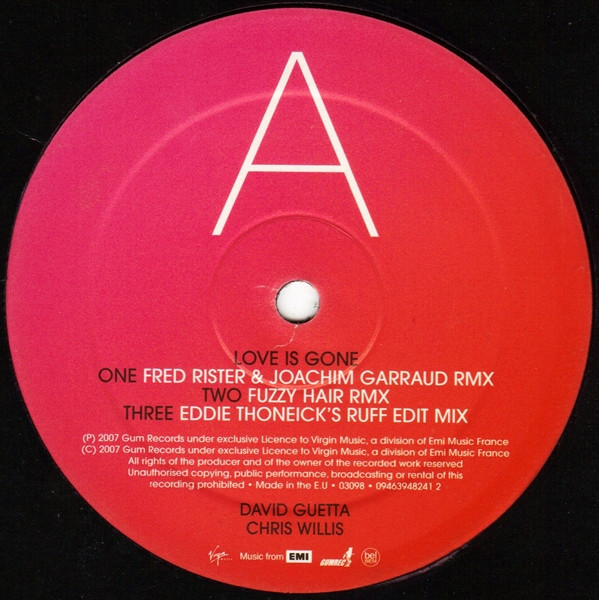 A
LOVE IS GONE
ONE FRED RISTER & JOACHIM GARRAUD RMX
TWO FUZZY HAIR RMX
THREE EDDIE THONEICK'S RUFF EDIT MIX
(P) 2007 Gum Records under exclusive Licence to Virgin Music, a division of Emi Music France
(C) 2007 Gum Records under exclusive Licence to Virgin Music, a division of Emi Music France
All rights of the producer and of the owner of the recorded work reserved
Unauthorised copying, public performance, broadcasting or rental of this
recording prohibited • Made in the E.U • 03098 • 09463948241 2
DAVID GUETTA
CHRIS WILLIS
Virgin Music from EMI GUMREC'S bel